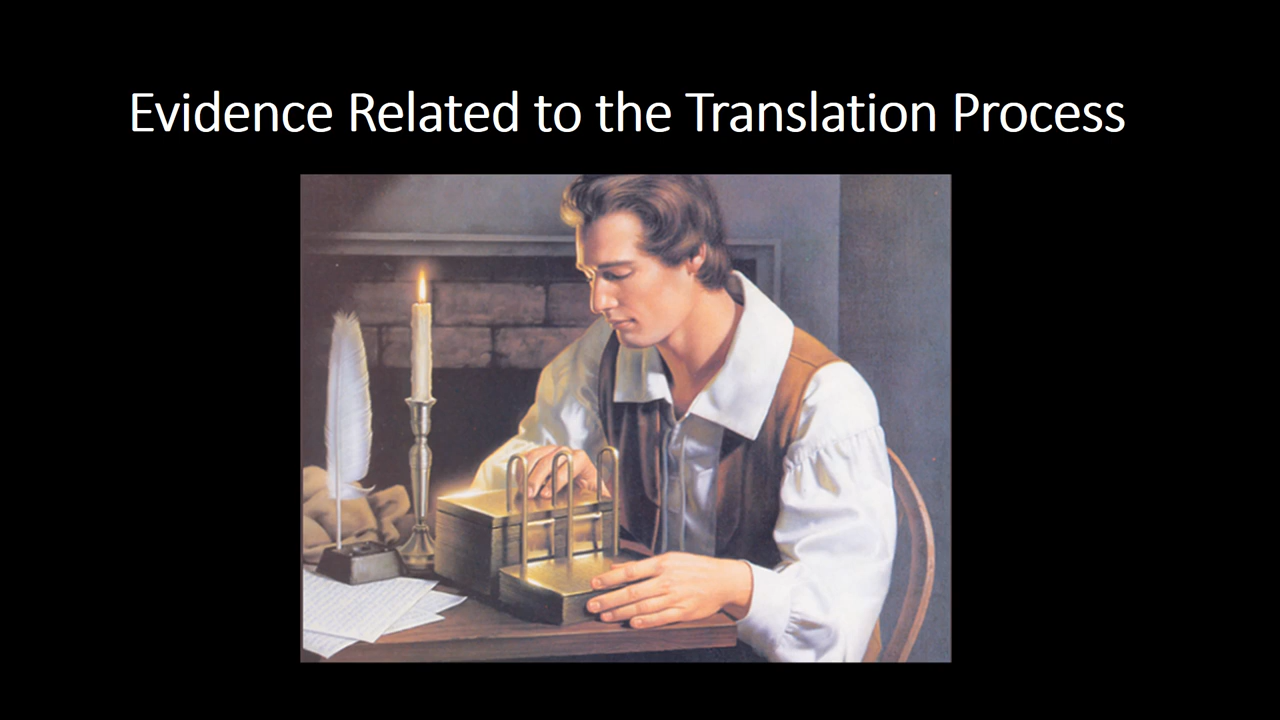 Evidence Related to the Translation Process